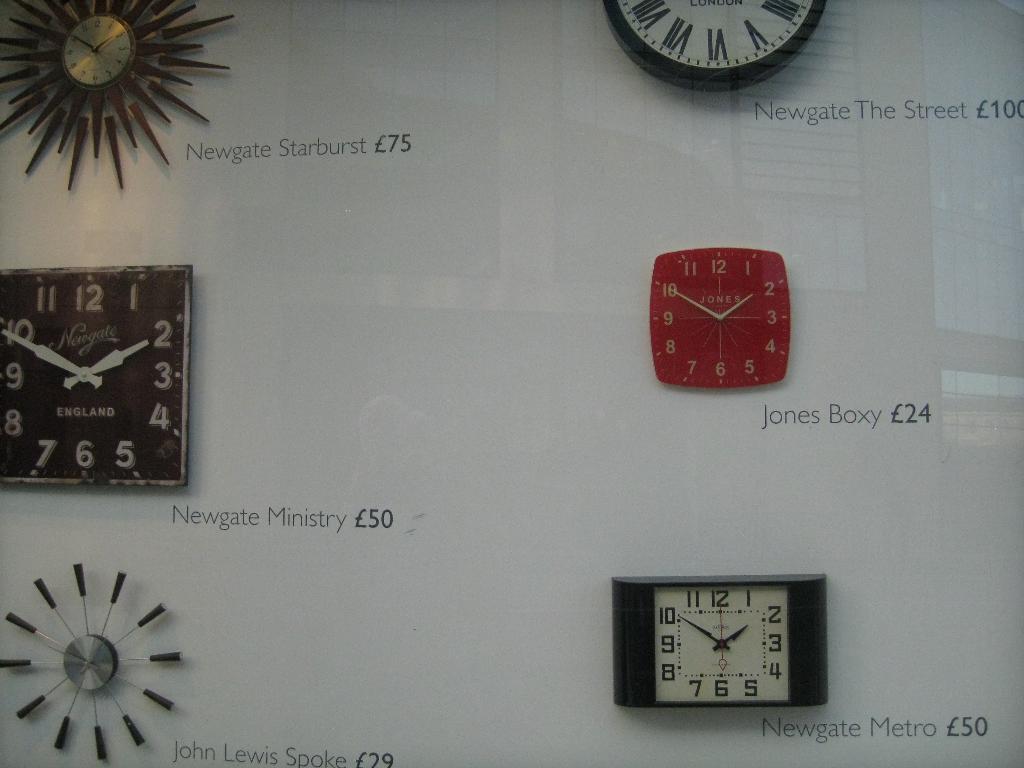 LONDON
Newgate The Street £100
Newgate Starburst £75
11 12 1
10 2
9 3
8 4
7 6 5
Newgate
ENGLAND
Newgate Ministry £50
11 12 1
10 2
9 3
8 4
7 6 5
JONES
Jones Boxy £24
11 12 1
10 2
9 3
8 4
7 6 5
Newgate Metro £50
John Lewis Spoke £29